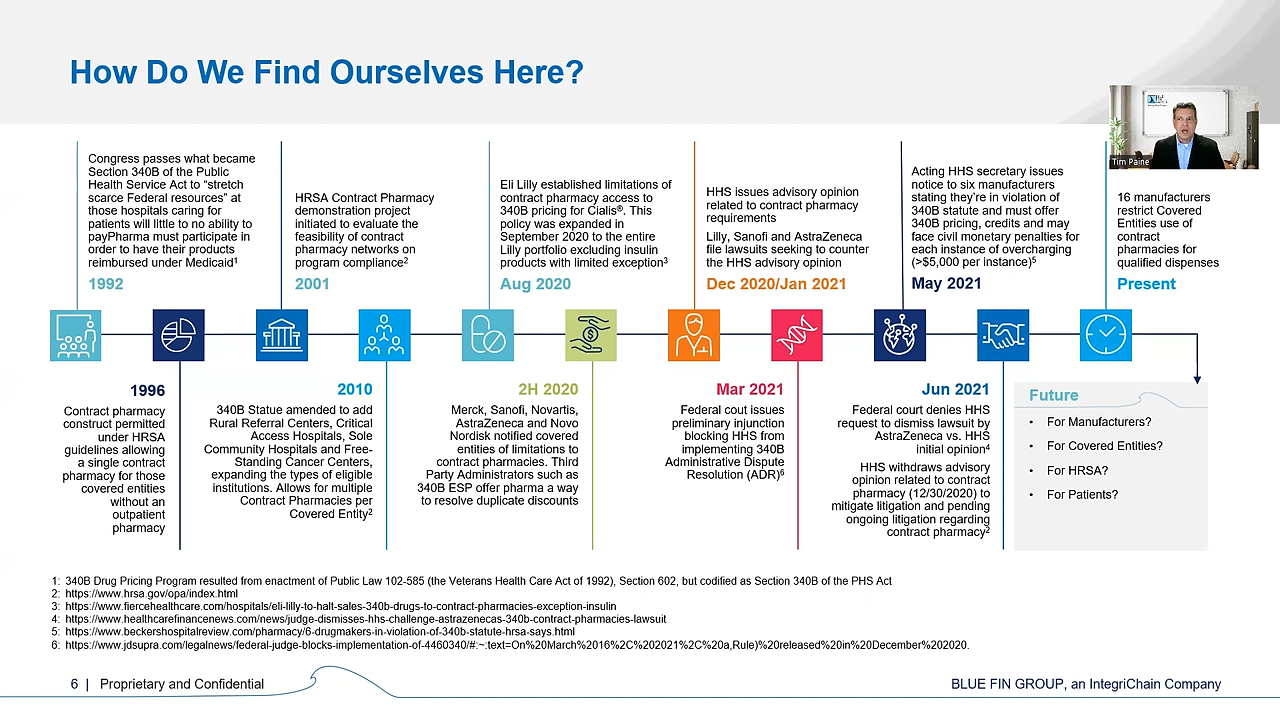 How Do We Find Ourselves Here?
Tim Paine
Congress passes what became
Section 340B of the Public
Health Service Act to “stretch
scarce Federal resources” at
those hospitals caring for
patients will little to no ability to
payPharma must participate in
order to have their products
reimbursed under Medicaid¹
1992
HRSA Contract Pharmacy
demonstration project
initiated to evaluate the
feasibility of contract
pharmacy networks on
program compliance²
2001
Eli Lilly established limitations of
contract pharmacy access to
340B pricing for Cialis®. This
policy was expanded in
September 2020 to the entire
Lilly portfolio excluding insulin
products with limited exception³
Aug 2020
HHS issues advisory opinion
related to contract pharmacy
requirements
Lilly, Sanofi and AstraZeneca
file lawsuits seeking to counter
the HHS advisory opinion
Dec 2020/Jan 2021
Acting HHS secretary issues
notice to six manufacturers
stating they’re in violation of
340B statute and must offer
340B pricing, credits and may
face civil monetary penalties for
each instance of overcharging
(>$5,000 per instance)⁵
May 2021
16 manufacturers
restrict Covered
Entities use of
contract
pharmacies for
qualified dispenses
Present
1996
Contract pharmacy
construct permitted
under HRSA
guidelines allowing
a single contract
pharmacy for those
covered entities
without an
outpatient
pharmacy
2010
340B Statue amended to add
Rural Referral Centers, Critical
Access Hospitals, Sole
Community Hospitals and Free-
Standing Cancer Centers,
expanding the types of eligible
institutions. Allows for multiple
Contract Pharmacies per
Covered Entity²
2H 2020
Merck, Sanofi, Novartis,
AstraZeneca and Novo
Nordisk notified covered
entities of limitations to
contract pharmacies. Third
Party Administrators such as
340B ESP offer pharma a way
to resolve duplicate discounts
Mar 2021
Federal cout issues
preliminary injunction
blocking HHS from
implementing 340B
Administrative Dispute
Resolution (ADR)⁶
Jun 2021
Federal court denies HHS
request to dismiss lawsuit by
AstraZeneca vs. HHS
initial opinion⁴
HHS withdraws advisory
opinion related to contract
pharmacy (12/30/2020) to
mitigate litigation and pending
ongoing litigation regarding
contract pharmacy²
Future
• For Manufacturers?
• For Covered Entities?
• For HRSA?
• For Patients?
1: 340B Drug Pricing Program resulted from enactment of Public Law 102-585 (the Veterans Health Care Act of 1992), Section 602, but codified as Section 340B of the PHS Act
2: https://www.hrsa.gov/opa/index.html
3: https://www.fiercehealthcare.com/hospitals/eli-lilly-to-halt-sales-340b-drugs-to-contract-pharmacies-exception-insulin
4: https://www.healthcarefinancenews.com/news/judge-dismisses-hhs-challenge-astrazenecas-340b-contract-pharmacies-lawsuit
5: https://www.beckershospitalreview.com/pharmacy/6-drugmakers-in-violation-of-340b-statute-hrsa-says.html
6: https://www.jdsupra.com/legalnews/federal-judge-blocks-implementation-of-4460340/#:~:text=On%20March%2016%2C%202021%2C%20a,Rule)%20released%20in%20December%202020.
6 | Proprietary and Confidential
BLUE FIN GROUP, an IntegriChain Company